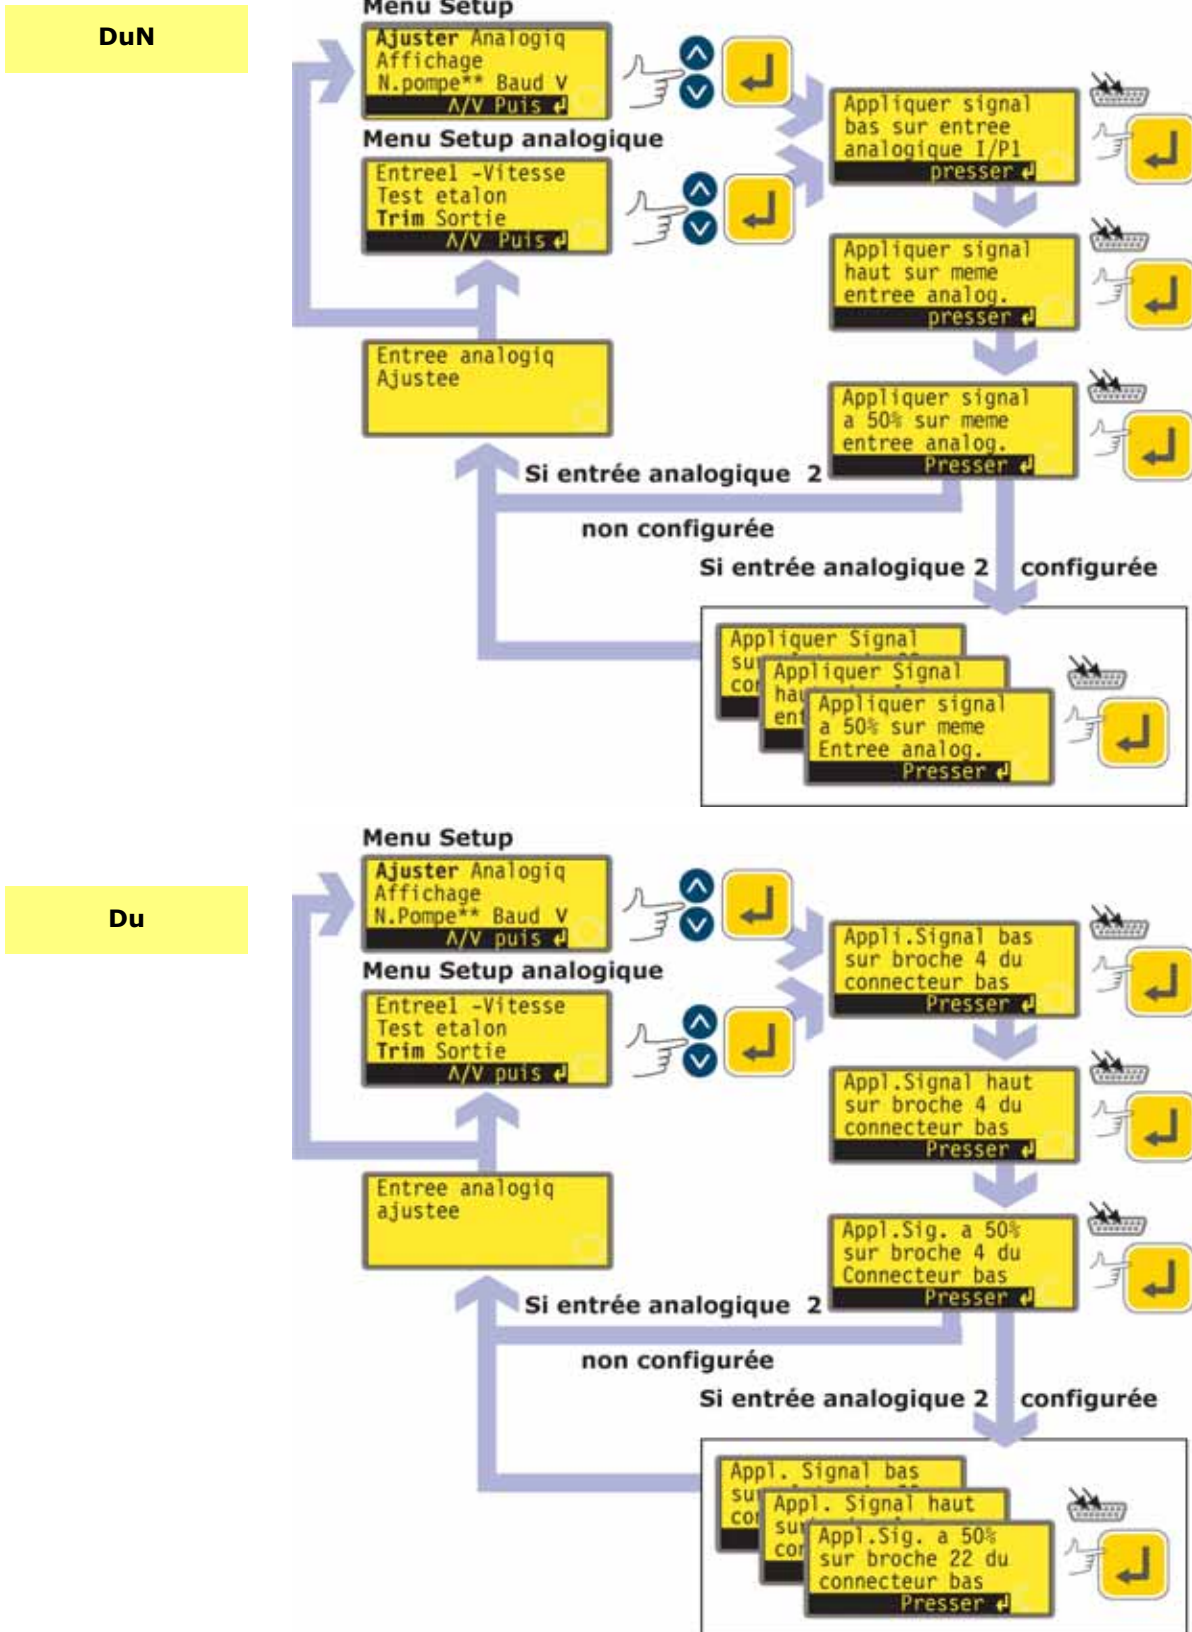 DuN
Menu Setup
Ajuster Analogiq
Affichage
N.pompe** Baud V
Λ/V Puis ↲
Menu Setup analogique
Entree1 -Vitesse
Test etalon
Trim Sortie
Λ/V Puis ↲
Appliquer signal
bas sur entree
analogique I/P1
presser ↲
Appliquer signal
haut sur meme
entree analog.
presser ↲
Appliquer signal
a 50% sur meme
entree analog.
Presser ↲
Entree analogiq
Ajustee
Si entrée analogique 2
non configurée
Si entrée analogique 2 configurée
Appliquer Signal
Appliquer Signal
Appliquer signal
a 50% sur meme
Entree analog.
Presser ↲
Du
Menu Setup
Ajuster Analogiq
Affichage
N.Pompe** Baud V
Λ/V puis ↲
Menu Setup analogique
Entree1 -Vitesse
Test etalon
Trim Sortie
Λ/V puis ↲
Appli.Signal bas
sur broche 4 du
connecteur bas
Presser ↲
Appl.Signal haut
sur broche 4 du
connecteur bas
Presser ↲
Appl.Sig. a 50%
sur broche 4 du
Connecteur bas
Presser ↲
Entree analogiq
ajustee
Si entrée analogique 2
non configurée
Si entrée analogique 2 configurée
Appl. Signal bas
Appl. Signal haut
Appl.Sig. a 50%
sur broche 22 du
connecteur bas
Presser ↲